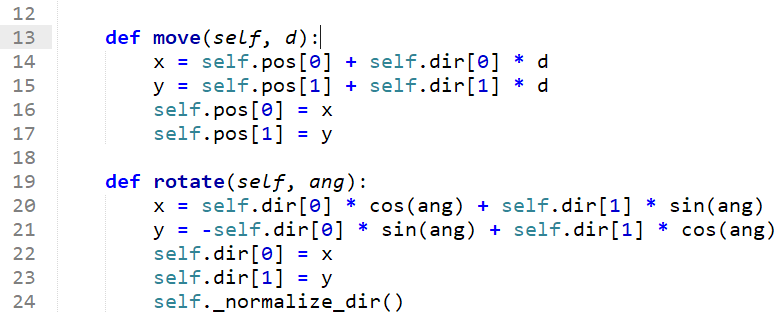 12
13 def move(self, d):
14 x = self.pos[0] + self.dir[0] * d
15 y = self.pos[1] + self.dir[1] * d
16 self.pos[0] = x
17 self.pos[1] = y
18
19 def rotate(self, ang):
20 x = self.dir[0] * cos(ang) + self.dir[1] * sin(ang)
21 y = -self.dir[0] * sin(ang) + self.dir[1] * cos(ang)
22 self.dir[0] = x
23 self.dir[1] = y
24 self._normalize_dir()